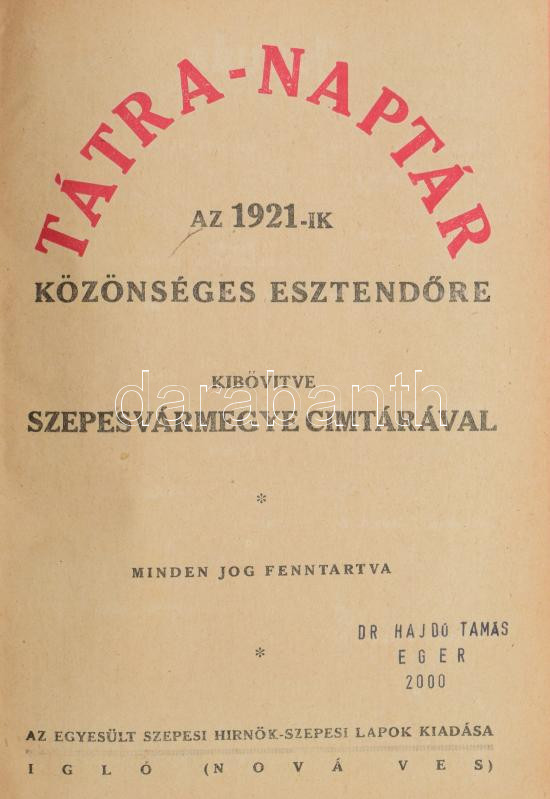 TÁTRA-NAPTÁR
AZ 1921-IK
KÖZÖNSÉGES ESZTENDŐRE
KIBŐVITVE
darabanth
SZEPESVÁRMEGYE CIMTÁRÁVAL
*
MINDEN JOG FENNTARTVA
*
DR HAJDÚ TAMÁS
EGER
2000
AZ EGYESÜLT SZEPESI HIRNÖK-SZEPESI LAPOK KIADÁSA
IGLÓ (NOVÁ VES)